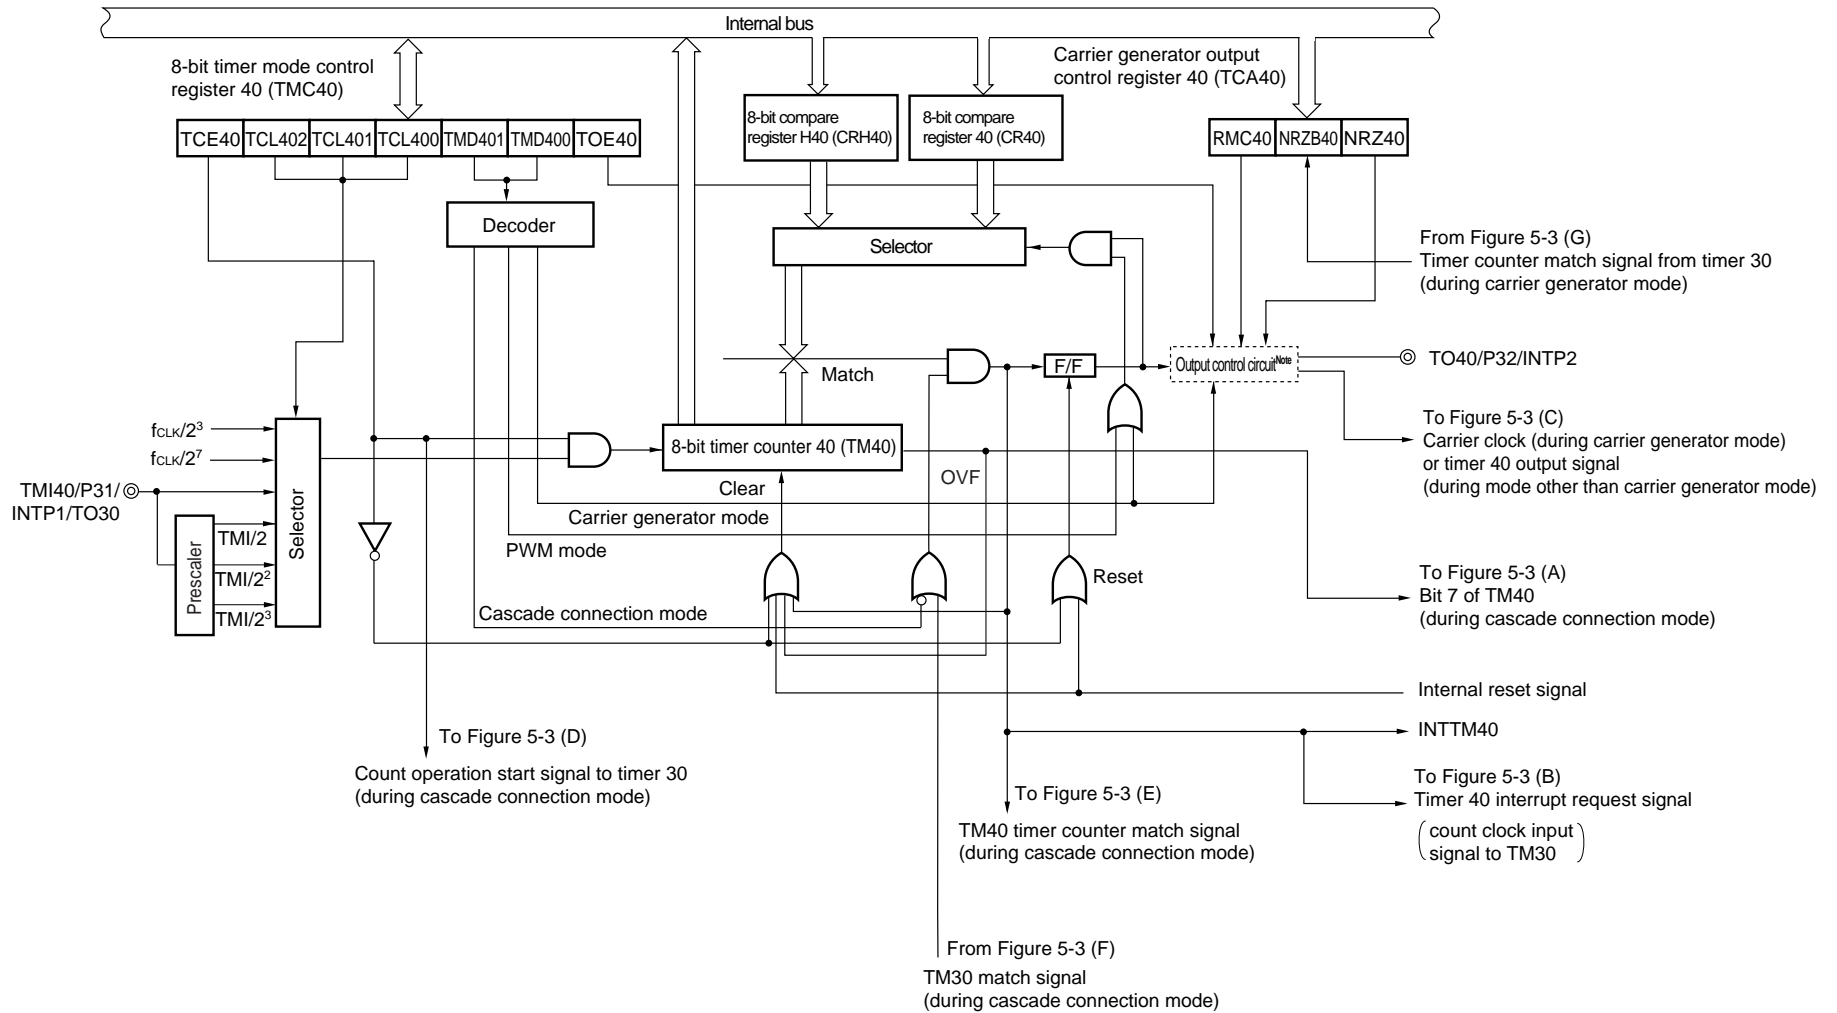 Internal bus
8-bit timer mode control
register 40 (TMC40)
Carrier generator output
control register 40 (TCA40)
8-bit compare
register H40 (CRH40)
8-bit compare
register 40 (CR40)
TCE40 TCL402 TCL401 TCL400 TMD401 TMD400 TOE40
RMC40 NRZB40 NRZ40
Decoder
Selector
From Figure 5-3 (G)
Timer counter match signal from timer 30
(during carrier generator mode)
Match
F/F
Output control circuitNote
TO40/P32/INTP2
fCLK/2³
fCLK/2⁷
TMI40/P31/
INTP1/TO30
Prescaler
TMI/2
TMI/2²
TMI/2³
Selector
8-bit timer counter 40 (TM40)
OVF
Clear
Carrier generator mode
PWM mode
Cascade connection mode
Reset
To Figure 5-3 (C)
Carrier clock (during carrier generator mode)
or timer 40 output signal
(during mode other than carrier generator mode)
To Figure 5-3 (A)
Bit 7 of TM40
(during cascade connection mode)
Internal reset signal
INTTM40
To Figure 5-3 (D)
Count operation start signal to timer 30
(during cascade connection mode)
To Figure 5-3 (E)
TM40 timer counter match signal
(during cascade connection mode)
To Figure 5-3 (B)
Timer 40 interrupt request signal
(count clock input
signal to TM30)
From Figure 5-3 (F)
TM30 match signal
(during cascade connection mode)